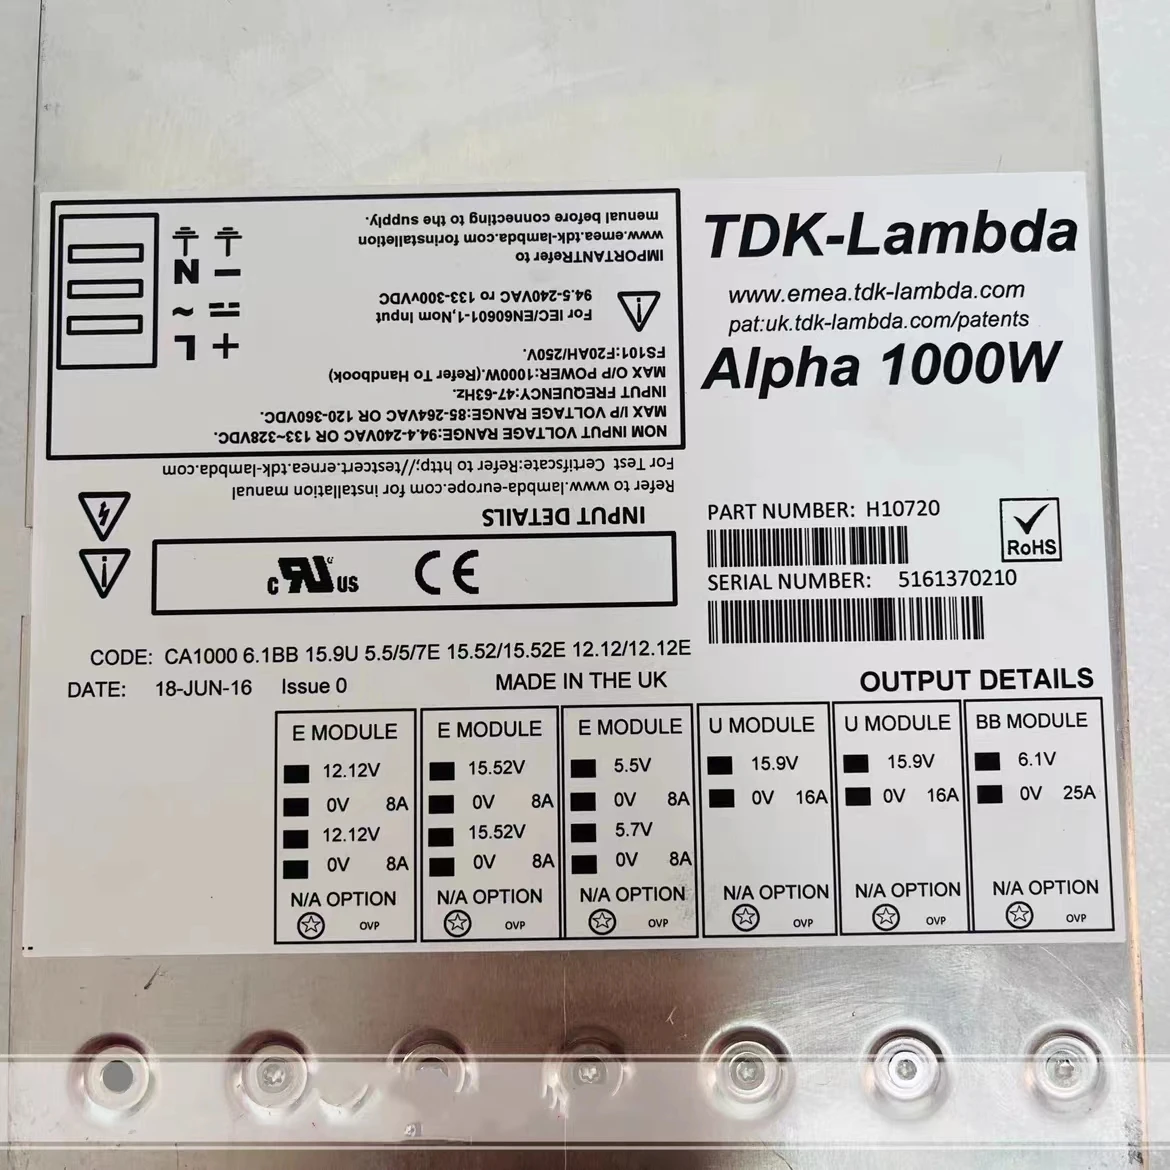 TDK-Lambda
www.emea.tdk-lambda.com
pat:uk.tdk-lambda.com/patents
Alpha 1000W
PART NUMBER: H10720
SERIAL NUMBER: 5161370210
RoHS
NOM INPUT VOLTAGE RANGE:94.4-240VAC OR 133~328VDC.
MAX I/P VOLTAGE RANGE:85-264VAC OR 120-360VDC.
INPUT FREQUENCY:47-63Hz.
MAX O/P POWER:1000W.(Refer To Handbook)
FS101:F20AH/250V.
For IEC/EN60601-1,Nom Input
94.5-240VAC ro 133-300vVDC
IMPORTANTRefer to
www.emea.tdk-lambda.com forinstalletion
manual before connecting to the supply.
L +
~
N −
INPUT DETAILS
Refer to www.lambda-europe.com for installation manual
For Test Certifscate:Refer to http;//testcert.ernea.tdk-lambda.com
c RU US CE
CODE: CA1000 6.1BB 15.9U 5.5/5/7E 15.52/15.52E 12.12/12.12E
DATE: 18-JUN-16 Issue 0 MADE IN THE UK
OUTPUT DETAILS
E MODULE
12.12V
0V 8A
12.12V
0V 8A
N/A OPTION
OVP
E MODULE
15.52V
0V 8A
15.52V
0V 8A
N/A OPTION
OVP
E MODULE
5.5V
0V 8A
5.7V
0V 8A
N/A OPTION
OVP
U MODULE
15.9V
0V 16A
N/A OPTION
OVP
U MODULE
15.9V
0V 16A
N/A OPTION
OVP
BB MODULE
6.1V
0V 25A
N/A OPTION
OVP